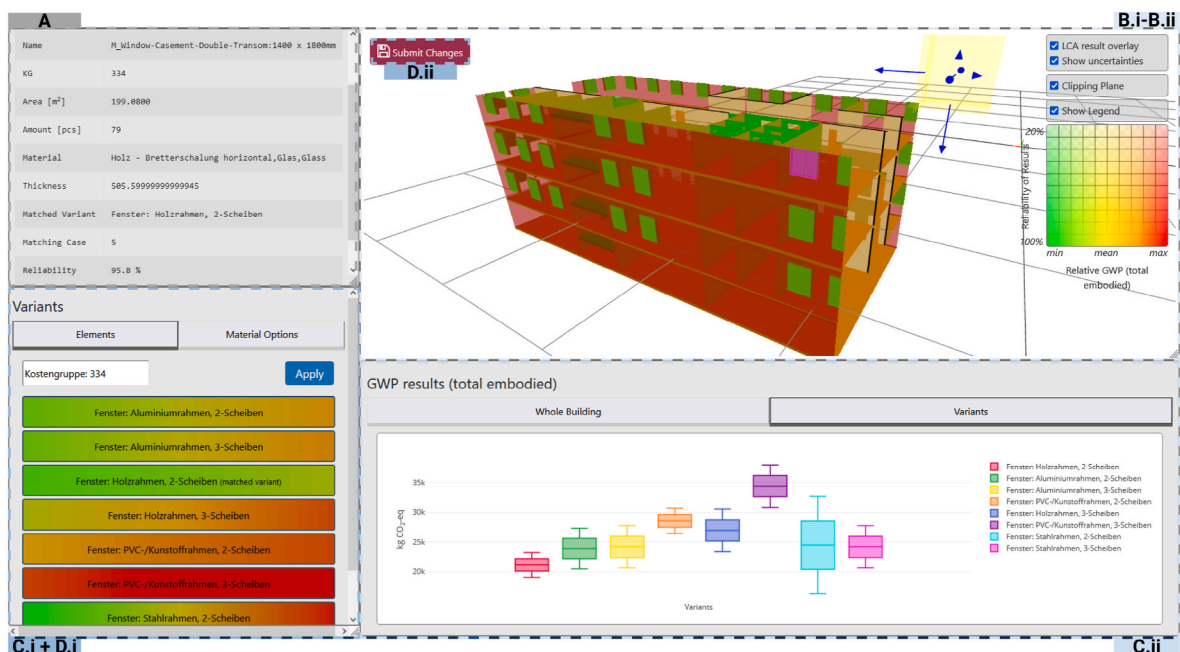 A
B.i-B.ii
Name M_Window-Casement-Double-Transom:1400 x 1800mm
KG 334
Area [m²] 199.0800
Amount [pcs] 79
Material Holz - Bretterschalung horizontal,Glas,Glass
Thickness 505.59999999999945
Matched Variant Fenster: Holzrahmen, 2-Scheiben
Matching Case 5
Reliability 95.8 %
Submit Changes
D.ii
LCA result overlay
Show uncertainties
Clipping Plane
Show Legend
20%
Reliability of Results
100%
min mean max
Relative GWP (total
embodied)
Variants
Elements Material Options
Kostengruppe: 334 Apply
Fenster: Aluminiumrahmen, 2-Scheiben
Fenster: Aluminiumrahmen, 3-Scheiben
Fenster: Holzrahmen, 2-Scheiben (matched variant)
Fenster: Holzrahmen, 3-Scheiben
Fenster: PVC-/Kunstoffrahmen, 2-Scheiben
Fenster: PVC-/Kunstoffrahmen, 3-Scheiben
Fenster: Stahlrahmen, 2-Scheiben
C.i + D.i
GWP results (total embodied)
Whole Building Variants
35k
30k
25k
20k
kg CO₂-eq
Variants
Fenster: Holzrahmen, 2-Scheiben
Fenster: Aluminiumrahmen, 2-Scheiben
Fenster: Aluminiumrahmen, 3-Scheiben
Fenster: PVC-/Kunstoffrahmen, 2-Scheiben
Fenster: Holzrahmen, 3-Scheiben
Fenster: PVC-/Kunstoffrahmen, 3-Scheiben
Fenster: Stahlrahmen, 2-Scheiben
Fenster: Stahlrahmen, 3-Scheiben
C.ii